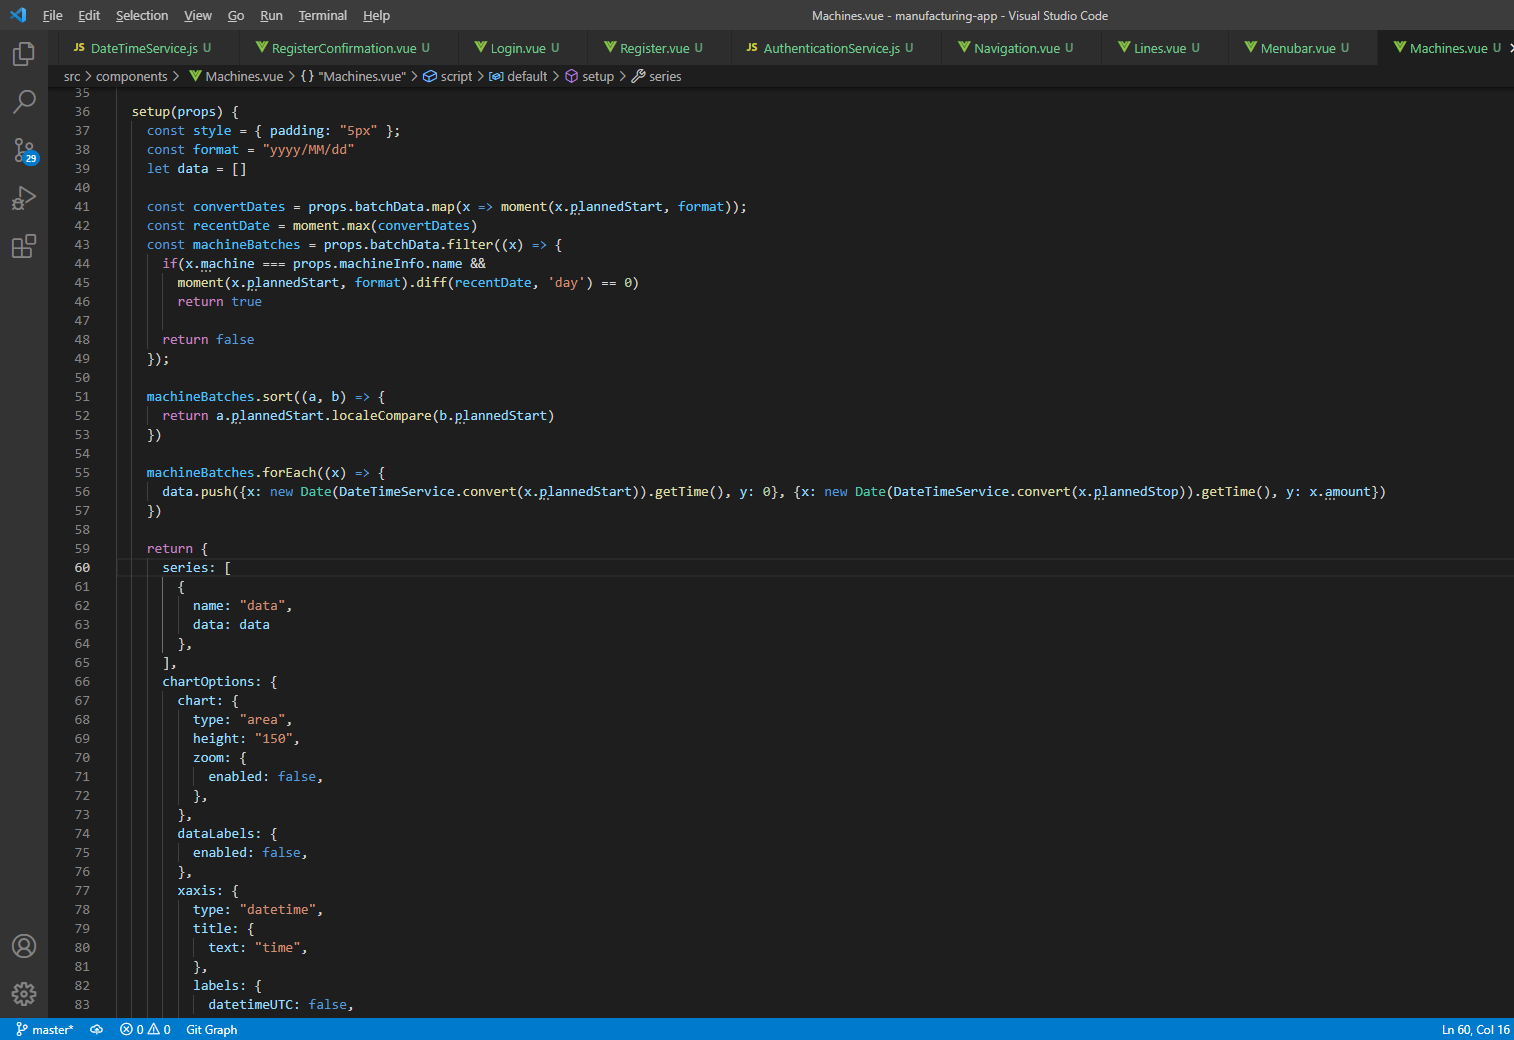 File Edit Selection View Go Run Terminal Help Machines.vue - manufacturing-app - Visual Studio Code
JS DateTimeService.js U RegisterConfirmation.vue U Login.vue U Register.vue U JS AuthenticationService.js U Navigation.vue U Lines.vue U Menubar.vue U Machines.vue U
src > components > Machines.vue > {} "Machines.vue" > script > default > setup > series
35
36 setup(props) {
37 const style = { padding: "5px" };
38 const format = "yyyy/MM/dd"
39 let data = []
40
41 const convertDates = props.batchData.map(x => moment(x.plannedStart, format));
42 const recentDate = moment.max(convertDates)
43 const machineBatches = props.batchData.filter((x) => {
44 if(x.machine === props.machineInfo.name &&
45 moment(x.plannedStart, format).diff(recentDate, 'day') == 0)
46 return true
47
48 return false
49 });
50
51 machineBatches.sort((a, b) => {
52 return a.plannedStart.localeCompare(b.plannedStart)
53 })
54
55 machineBatches.forEach((x) => {
56 data.push({x: new Date(DateTimeService.convert(x.plannedStart)).getTime(), y: 0}, {x: new Date(DateTimeService.convert(x.plannedStop)).getTime(), y: x.amount})
57 })
58
59 return {
60 series: [
61 {
62 name: "data",
63 data: data
64 },
65 ],
66 chartOptions: {
67 chart: {
68 type: "area",
69 height: "150",
70 zoom: {
71 enabled: false,
72 },
73 },
74 dataLabels: {
75 enabled: false,
76 },
77 xaxis: {
78 type: "datetime",
79 title: {
80 text: "time",
81 },
82 labels: {
83 datetimeUTC: false,
29
master* 0 0 Git Graph Ln 60, Col 16